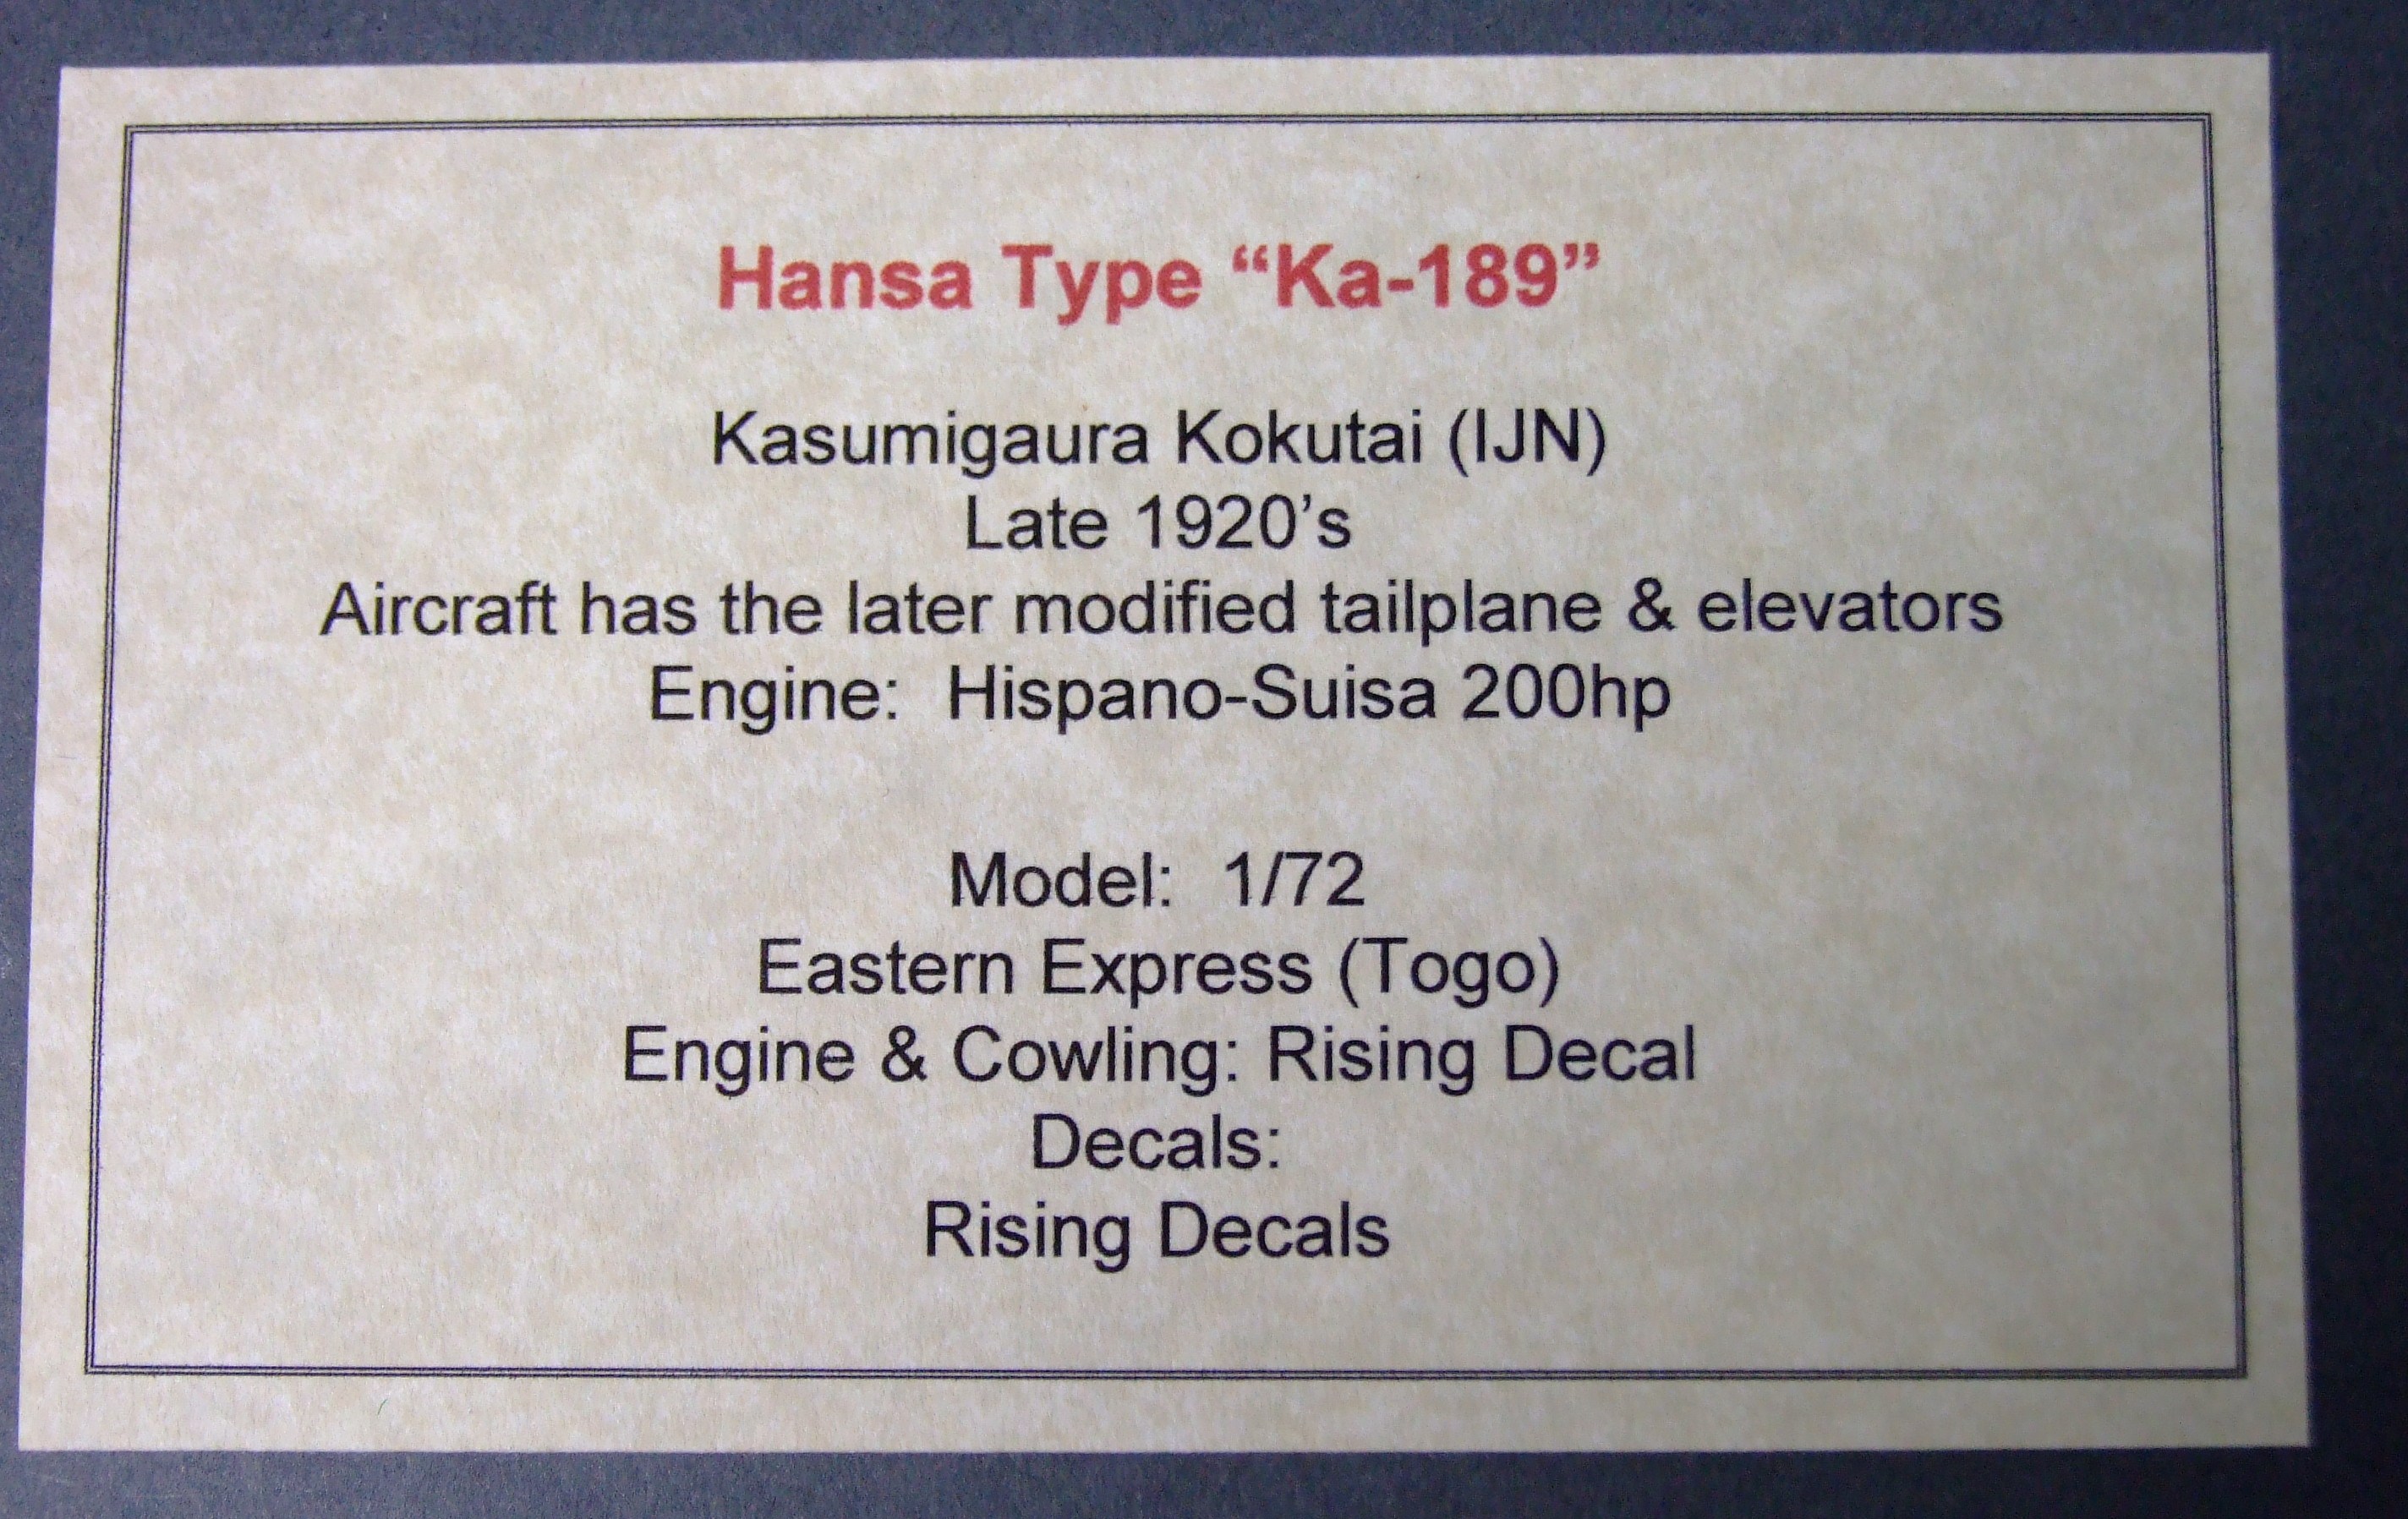 Hansa Type “Ka-189”
Kasumigaura Kokutai (IJN)
Late 1920’s
Aircraft has the later modified tailplane & elevators
Engine:  Hispano-Suisa 200hp
Model:  1/72
Eastern Express (Togo)
Engine & Cowling: Rising Decal
Decals:
Rising Decals